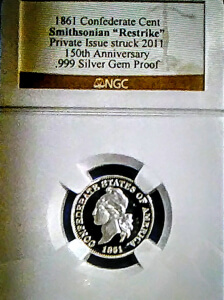 1861 Confederate Cent
Smithsonian "Restrike"
Private Issue struck 2011
150th Anniversary
.999 Silver Gem Proof
NGC
CONFEDERATE STATES OF AMERICA
1861